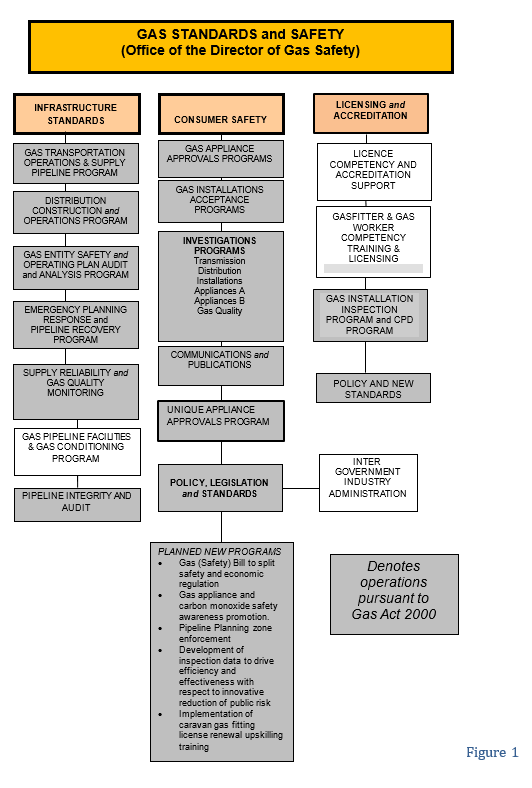 GAS STANDARDS and SAFETY
(Office of the Director of Gas Safety)
INFRASTRUCTURE
STANDARDS
GAS TRANSPORTATION
OPERATIONS & SUPPLY
PIPELINE PROGRAM
DISTRIBUTION
CONSTRUCTION and
OPERATIONS PROGRAM
GAS ENTITY SAFETY and
OPERATING PLAN AUDIT
and ANALYSIS PROGRAM
EMERGENCY PLANNING
RESPONSE and
PIPELINE RECOVERY
PROGRAM
SUPPLY RELIABILITY and
GAS QUALITY
MONITORING
GAS PIPELINE FACILITIES
& GAS CONDITIONING
PROGRAM
PIPELINE INTEGRITY AND
AUDIT
CONSUMER SAFETY
GAS APPLIANCE
APPROVALS PROGRAMS
GAS INSTALLATIONS
ACCEPTANCE
PROGRAMS
INVESTIGATIONS
PROGRAMS
Transmission
Distribution
Installations
Appliances A
Appliances B
Gas Quality
COMMUNICATIONS and
PUBLICATIONS
UNIQUE APPLIANCE
APPROVALS PROGRAM
POLICY, LEGISLATION
and STANDARDS
PLANNED NEW PROGRAMS
• Gas (Safety) Bill to split
safety and economic
regulation
• Gas appliance and
carbon monoxide safety
awareness promotion.
• Pipeline Planning zone
enforcement
• Development of
inspection data to drive
efficiency and
effectiveness with
respect to innovative
reduction of public risk
• Implementation of
caravan gas fitting
license renewal upskilling
training
LICENSING and
ACCREDITATION
LICENCE
COMPETENCY AND
ACCREDITATION
SUPPORT
GASFITTER & GAS
WORKER
COMPETENCY
TRAINING &
LICENSING
GAS INSTALLATION
INSPECTION
PROGRAM and CPD
PROGRAM
POLICY AND NEW
STANDARDS
INTER
GOVERNMENT
INDUSTRY
ADMINISTRATION
Denotes
operations
pursuant to
Gas Act 2000
Figure 1